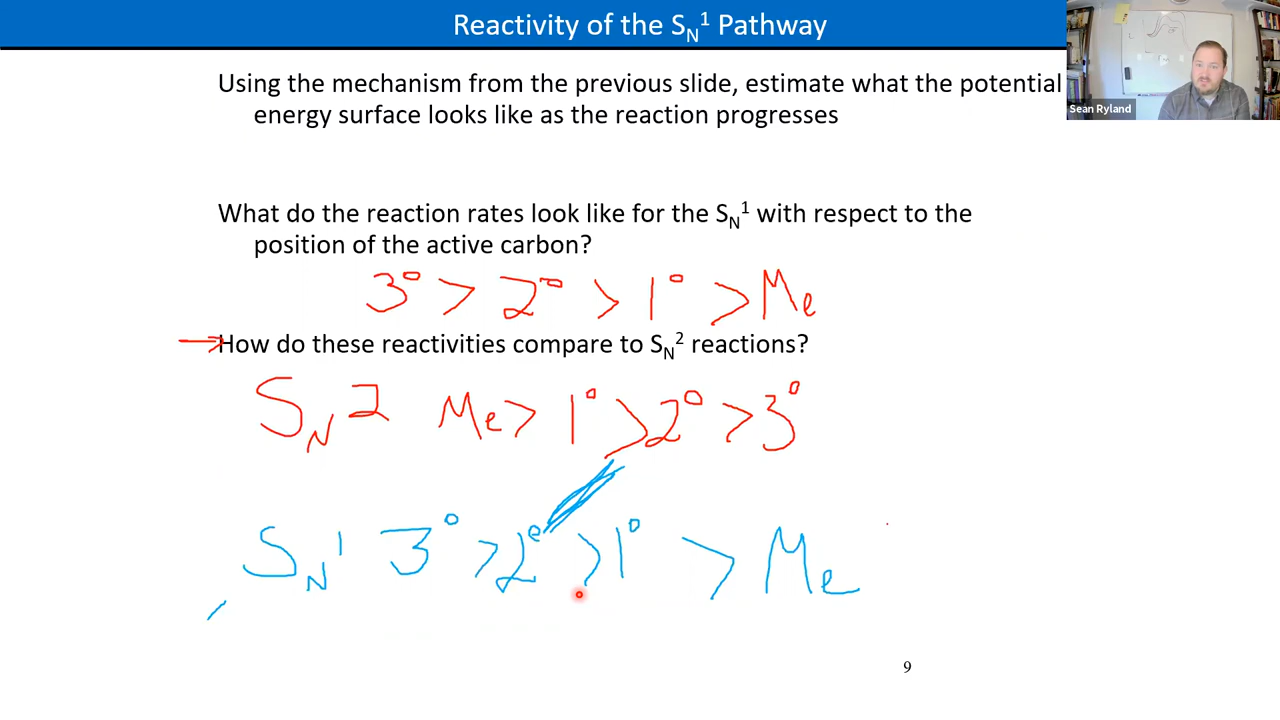 Reactivity of the SN1 Pathway
Sean Ryland
Using the mechanism from the previous slide, estimate what the potential
energy surface looks like as the reaction progresses
What do the reaction rates look like for the SN1 with respect to the
position of the active carbon?
3° > 2° > 1° > Me
→ How do these reactivities compare to SN2 reactions?
SN2 Me > 1° > 2° > 3°
SN1 3° > 2° > 1° > Me
9